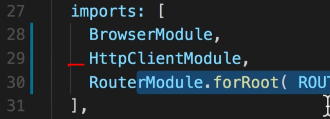 27 imports: [
28 BrowserModule,
29 HttpClientModule,
30 RouterModule.forRoot( ROUT
31 ],